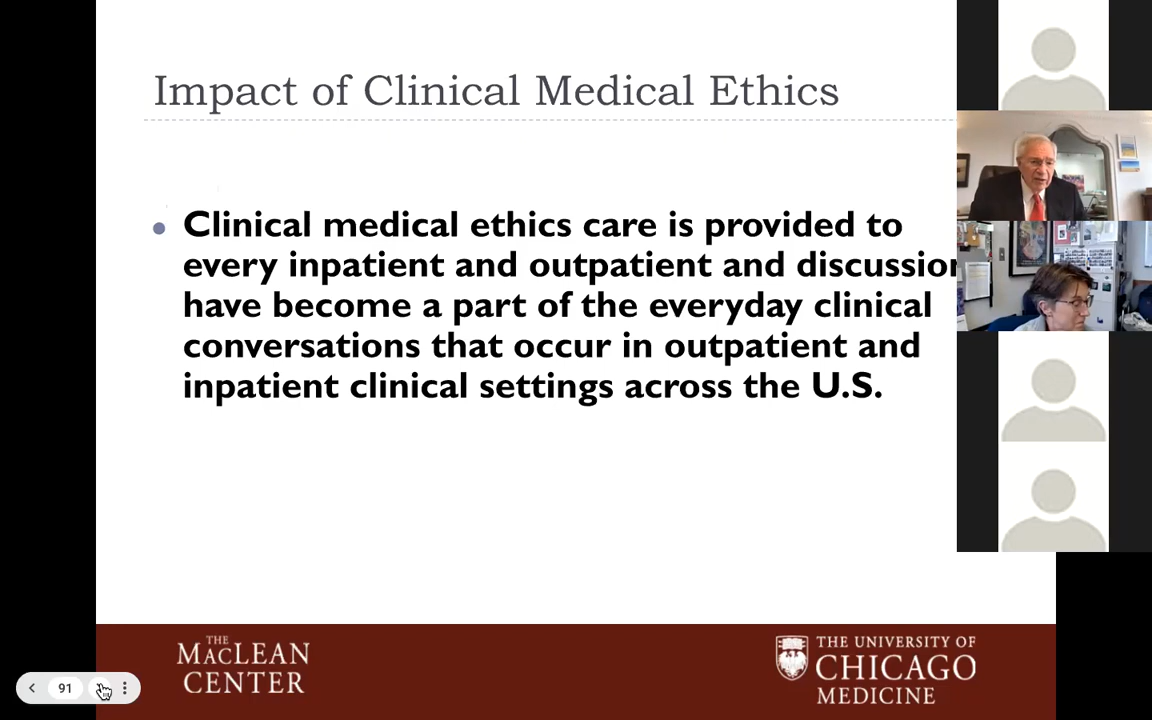 Impact of Clinical Medical Ethics
• Clinical medical ethics care is provided to
every inpatient and outpatient and discussion
have become a part of the everyday clinical
conversations that occur in outpatient and
inpatient clinical settings across the U.S.
THE
MACLEAN
CENTER
THE UNIVERSITY OF
CHICAGO
MEDICINE
91